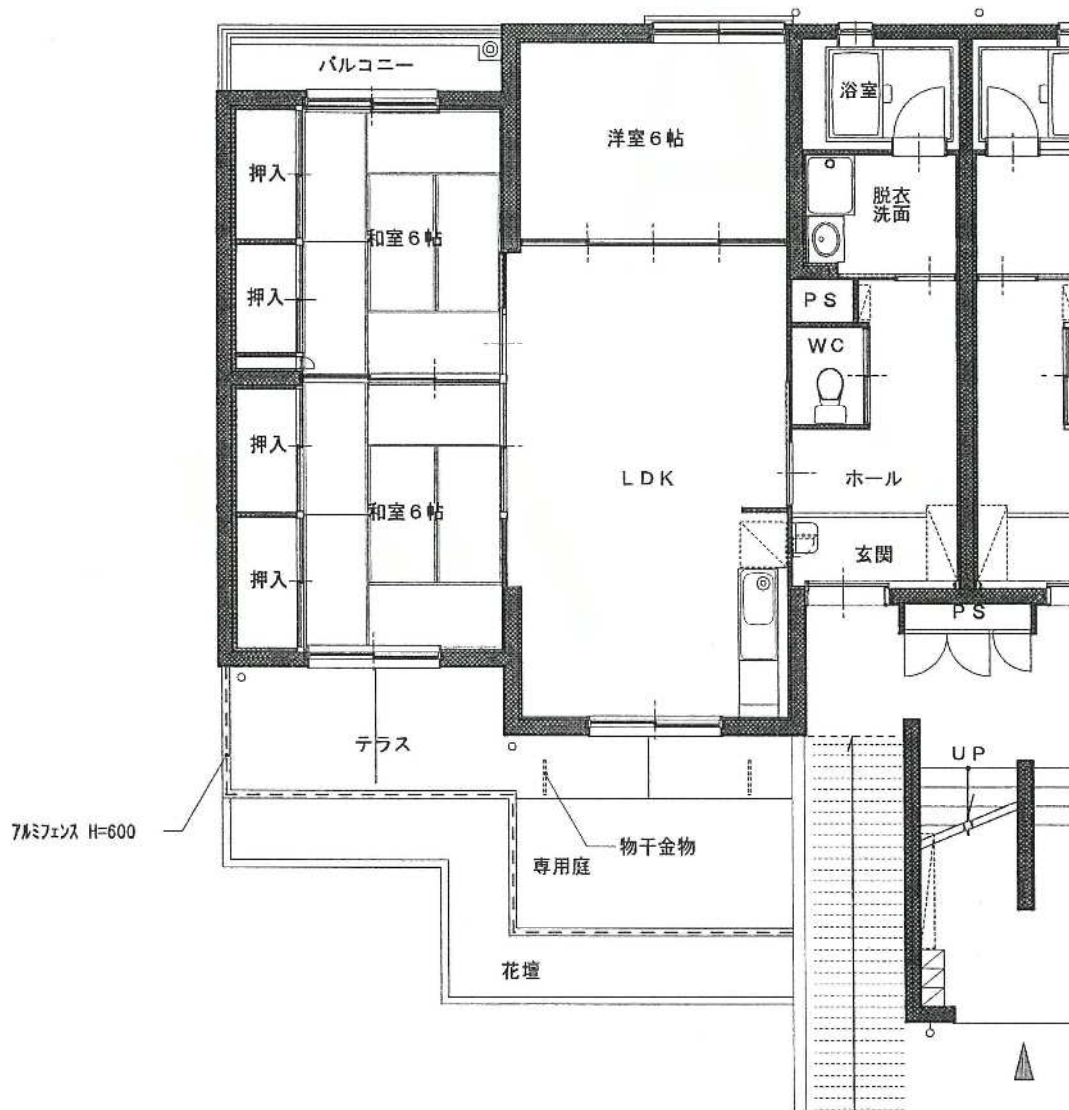 バルコニー
浴室
洋室6帖
押入
和室6帖
脱衣
洗面
押入
PS
WC
押入
LDK
ホール
和室6帖
玄関
押入
PS
テラス
UP
アルミフェンス H=600
物干金物
専用庭
花壇